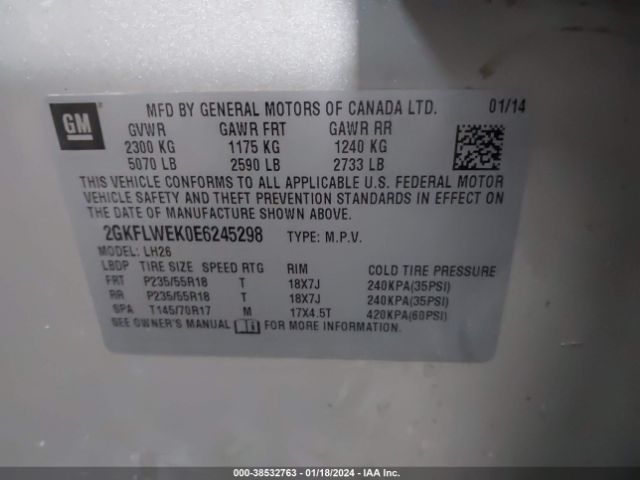 GM
MFD BY GENERAL MOTORS OF CANADA LTD. 01/14
GVWR GAWR FRT GAWR RR
2300 KG 1175 KG 1240 KG
5070 LB 2590 LB 2733 LB
THIS VEHICLE CONFORMS TO ALL APPLICABLE U.S. FEDERAL MOTOR
VEHICLE SAFETY AND THEFT PREVENTION STANDARDS IN EFFECT ON
THE DATE OF MANUFACTURE SHOWN ABOVE.
2GKFLWEK0E6245298 TYPE: M.P.V.
MODEL: LH26
LBDP TIRE SIZE SPEED RTG RIM COLD TIRE PRESSURE
FRT P235/55R18 T 18X7J 240KPA(35PSI)
RR P235/55R18 T 18X7J 240KPA(35PSI)
SPA T145/70R17 M 17X4.5T 420KPA(60PSI)
SEE OWNER'S MANUAL FOR MORE INFORMATION.
000-38532763 - 01/18/2024 - IAA Inc.